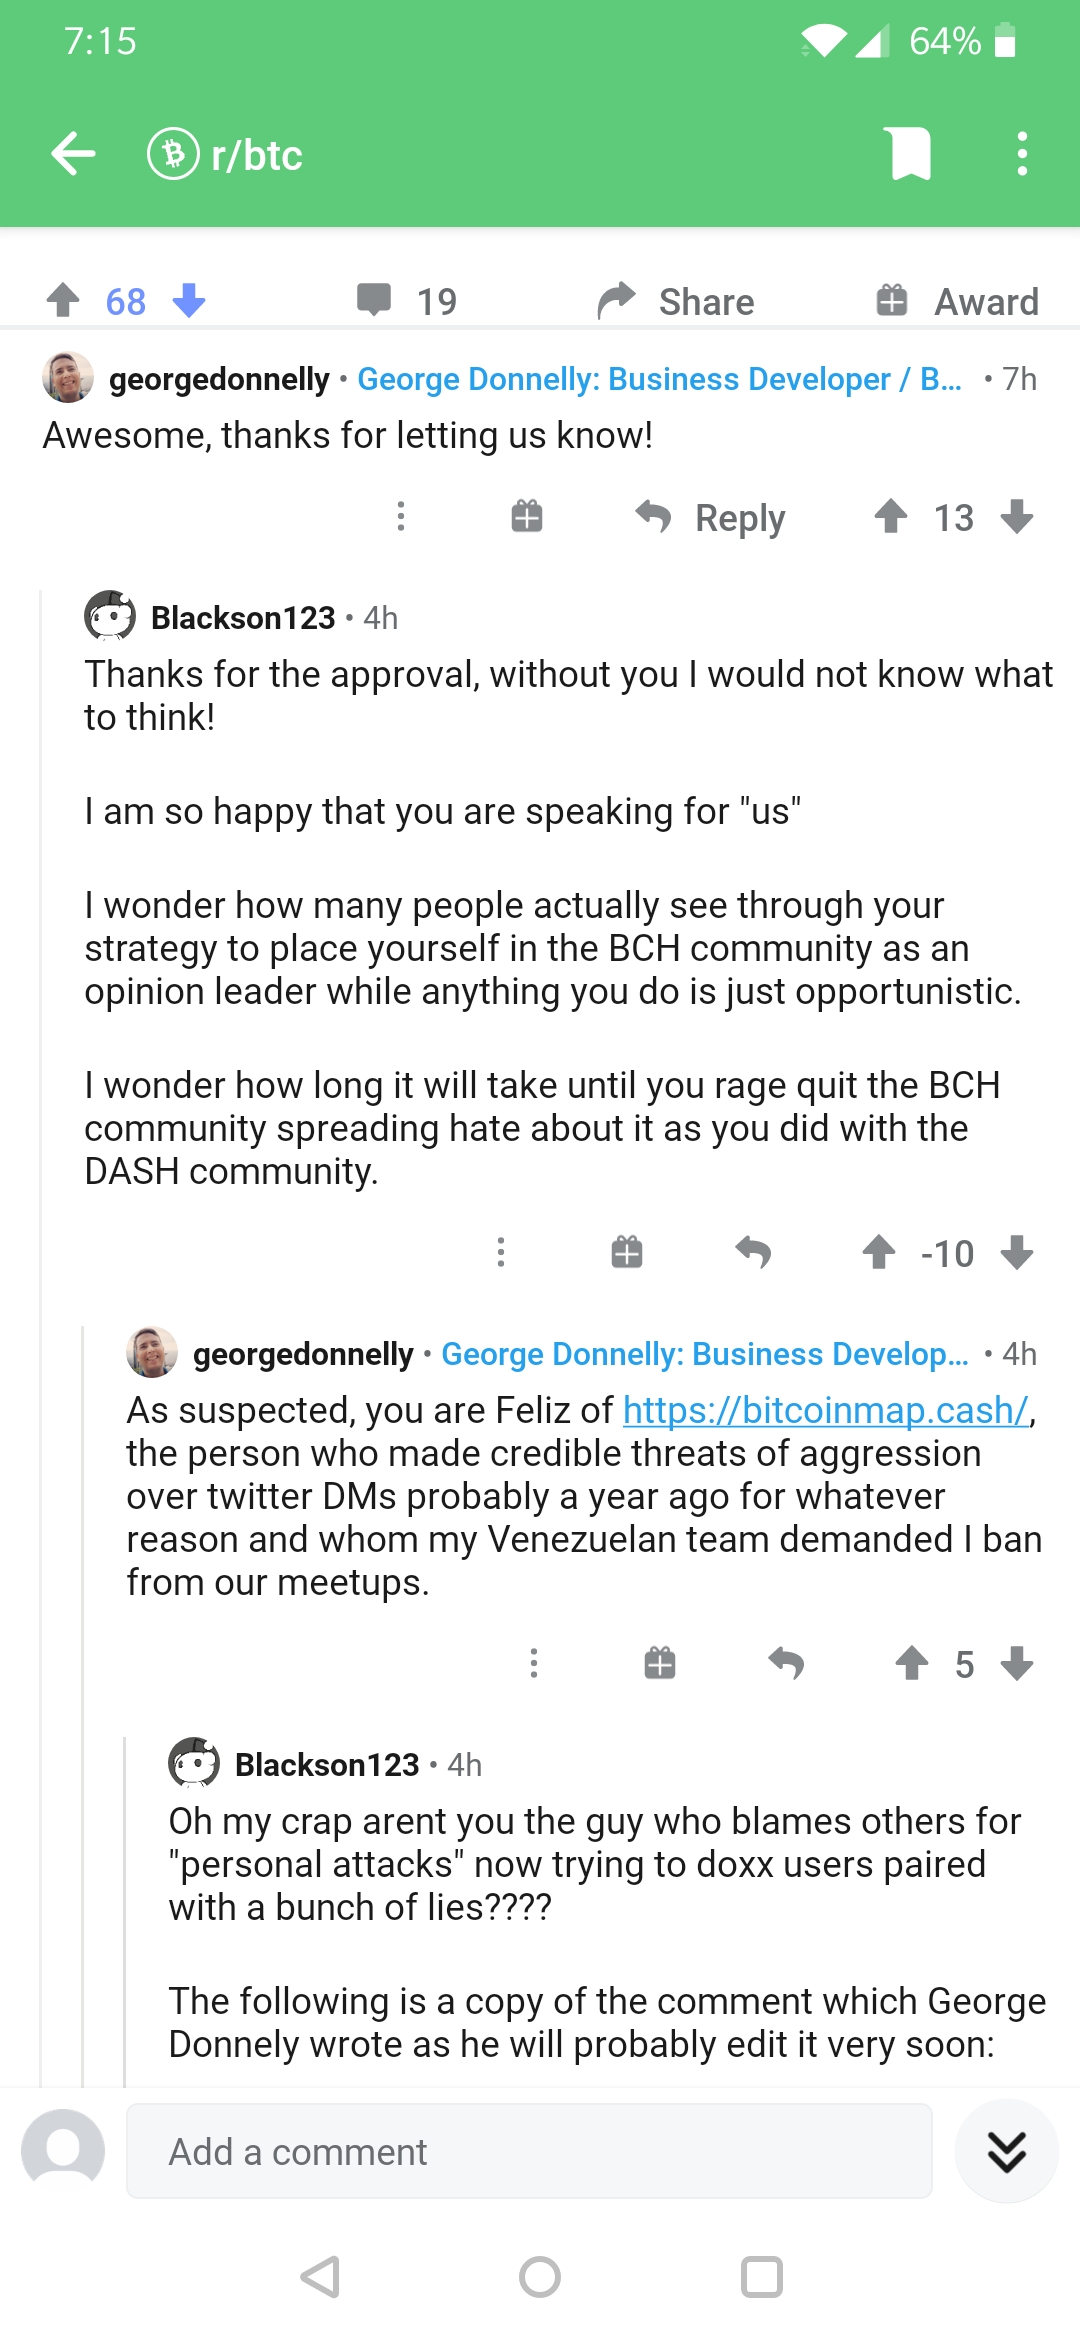 7:15
64%
r/btc
68
19
Share
Award
georgedonnelly • George Donnelly: Business Developer / B... • 7h
Awesome, thanks for letting us know!
Reply
13
Blackson123 • 4h
Thanks for the approval, without you I would not know what
to think!
I am so happy that you are speaking for "us"
I wonder how many people actually see through your
strategy to place yourself in the BCH community as an
opinion leader while anything you do is just opportunistic.
I wonder how long it will take until you rage quit the BCH
community spreading hate about it as you did with the
DASH community.
-10
georgedonnelly • George Donnelly: Business Develop... • 4h
As suspected, you are Feliz of https://bitcoinmap.cash/,
the person who made credible threats of aggression
over twitter DMs probably a year ago for whatever
reason and whom my Venezuelan team demanded I ban
from our meetups.
5
Blackson123 • 4h
Oh my crap arent you the guy who blames others for
"personal attacks" now trying to doxx users paired
with a bunch of lies????
The following is a copy of the comment which George
Donnely wrote as he will probably edit it very soon:
Add a comment